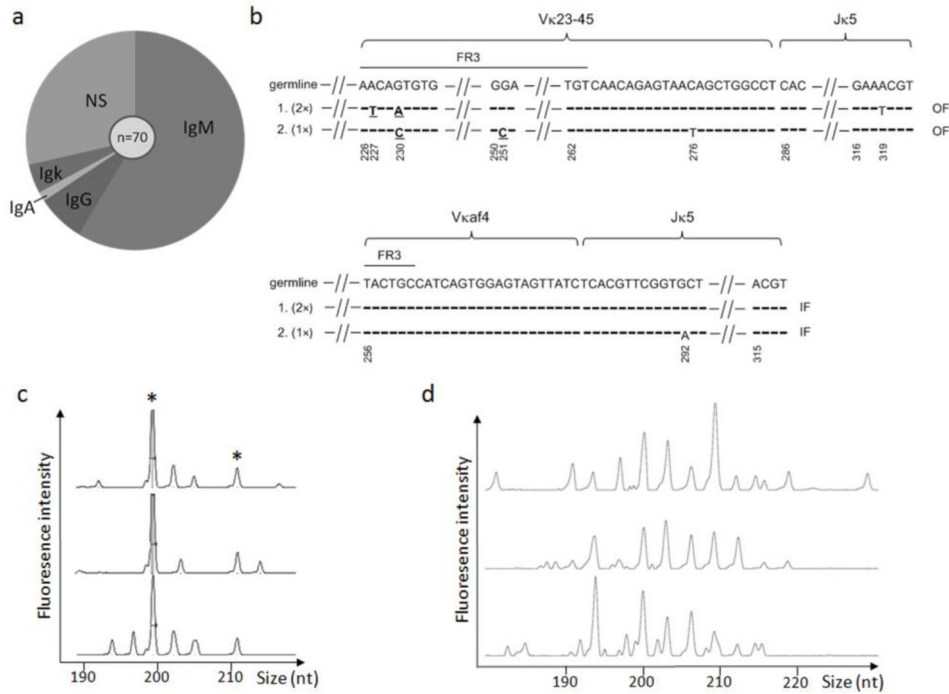 a
NS
IgM
n=70
Igk
IgA
IgG
b
Vκ23-45
Jκ5
FR3
germline —//— AACAGTGTG —//— GGA —//— TGTCAACAGAGTAACAGCTGGCCT CAC —//— GAAACGT
1. (2×) —//— T A —//— —//— —//— T OF
2. (1×) —//— C —//— C —//— T —//— OF
226 227 230 250 251 262 276 286 316 319
Vκaf4
Jκ5
FR3
germline —//— TACTGCCATCAGTGGAGTAGTTATCTCACGTTCGGTGCT —//— ACGT
1. (2×) —//— —//— IF
2. (1×) —//— A —//— IF
256 292 315
c
Fluoresence intensity
*
*
190 200 210 Size (nt)
d
Fluoresence intensity
190 200 210 220 Size (nt)